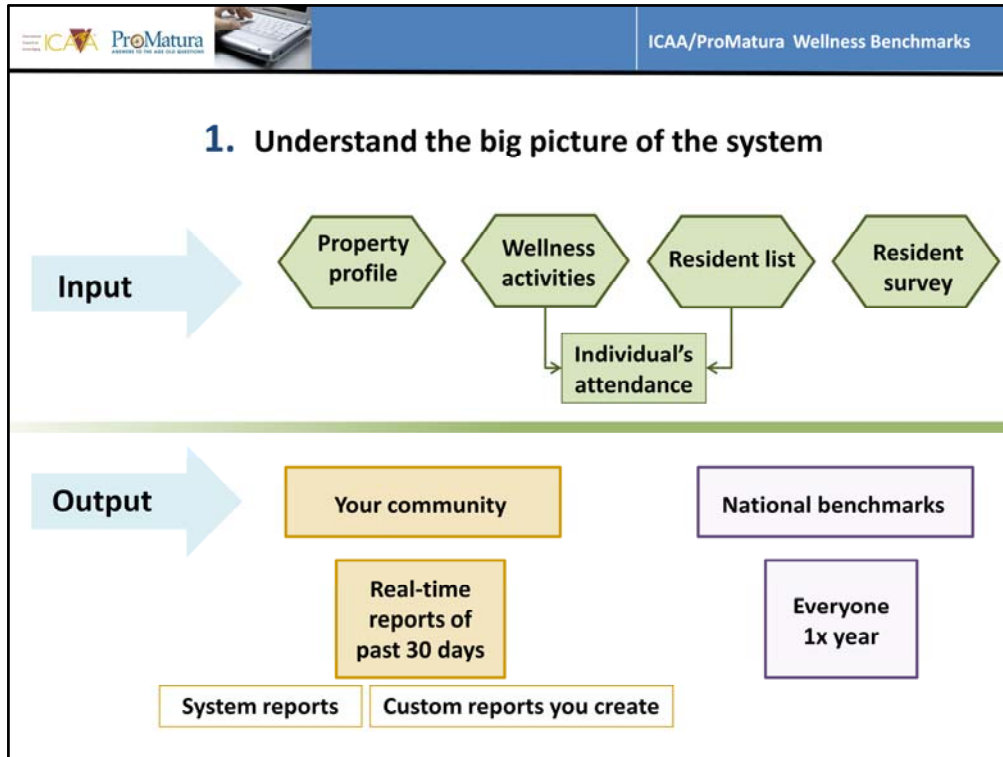 ICAA
ProMatura
ANSWERS TO THE AGE OLD QUESTIONS
ICAA/ProMatura Wellness Benchmarks
1. Understand the big picture of the system
Input
Property
profile
Wellness
activities
Resident list
Resident
survey
Individual's
attendance
Output
Your community
National benchmarks
Real-time
reports of
past 30 days
Everyone
1x year
System reports
Custom reports you create